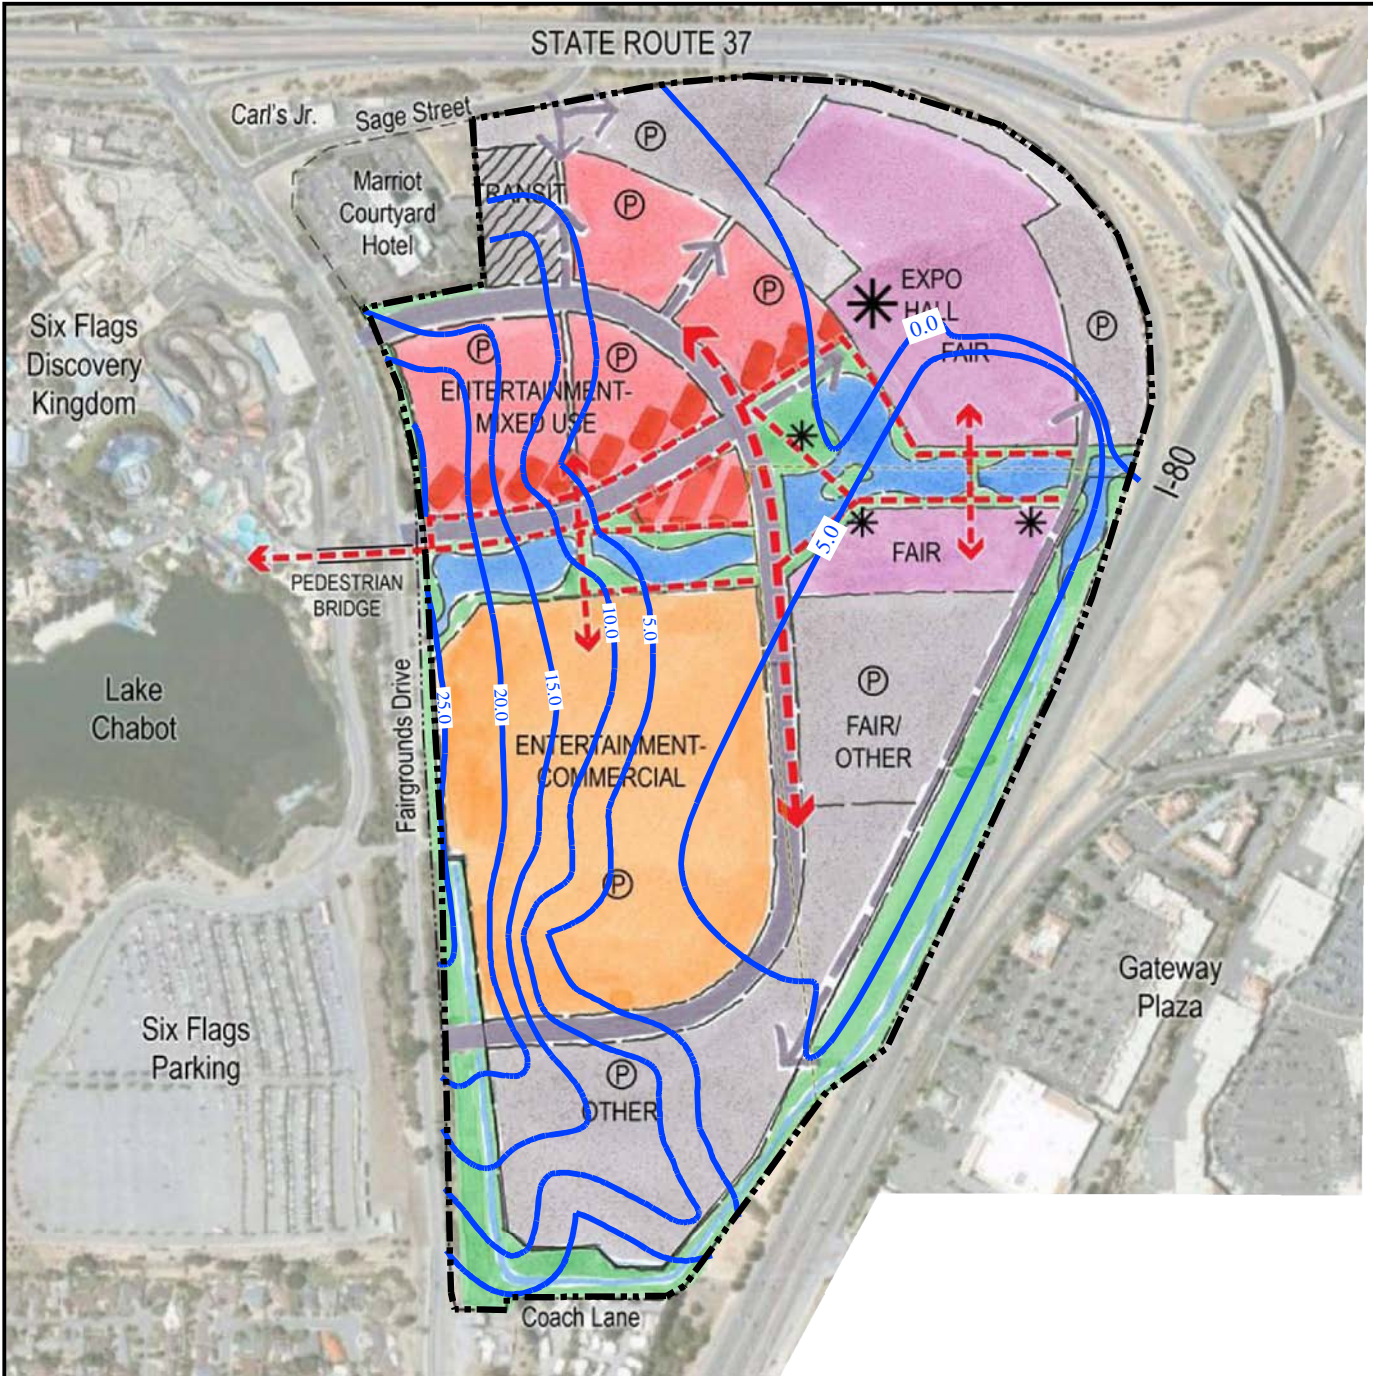 STATE ROUTE 37
Carl's Jr.
Sage Street
P
Marriot
Courtyard
Hotel
TRANSIT
P
EXPO
HALL
P
0.0
FAIR
P
Six Flags
Discovery
Kingdom
P
P
ENTERTAINMENT-
MIXED USE
I-80
5.0
FAIR
PEDESTRIAN
BRIDGE
10.0
5.0
Lake
Chabot
Fairgrounds Drive
25.0
20.0
15.0
P
FAIR/
OTHER
ENTERTAINMENT-
COMMERCIAL
P
Gateway
Plaza
Six Flags
Parking
P
OTHER
Coach Lane